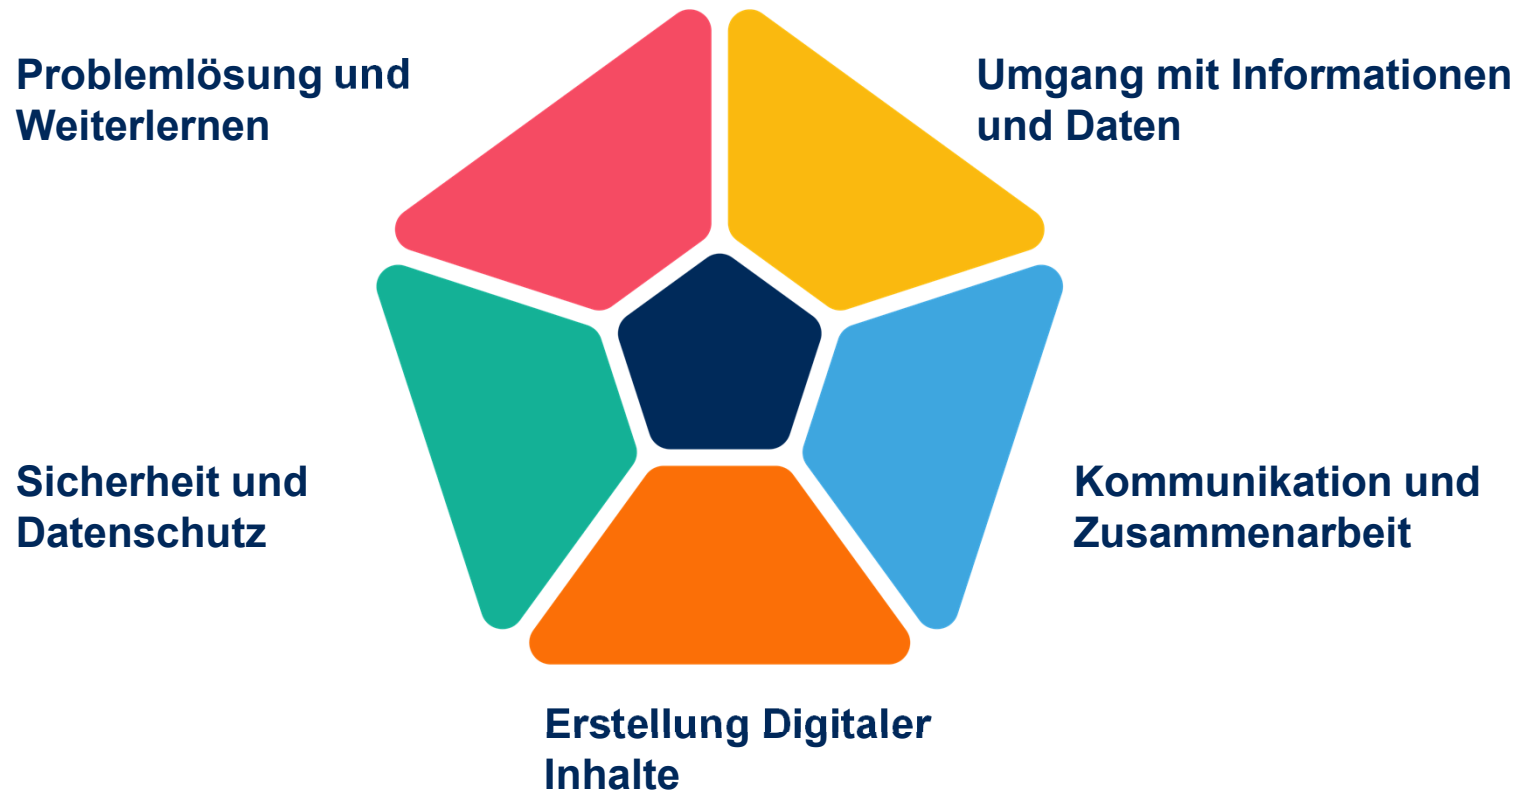 Problemlösung und
Weiterlernen
Umgang mit Informationen
und Daten
Sicherheit und
Datenschutz
Kommunikation und
Zusammenarbeit
Erstellung Digitaler
Inhalte